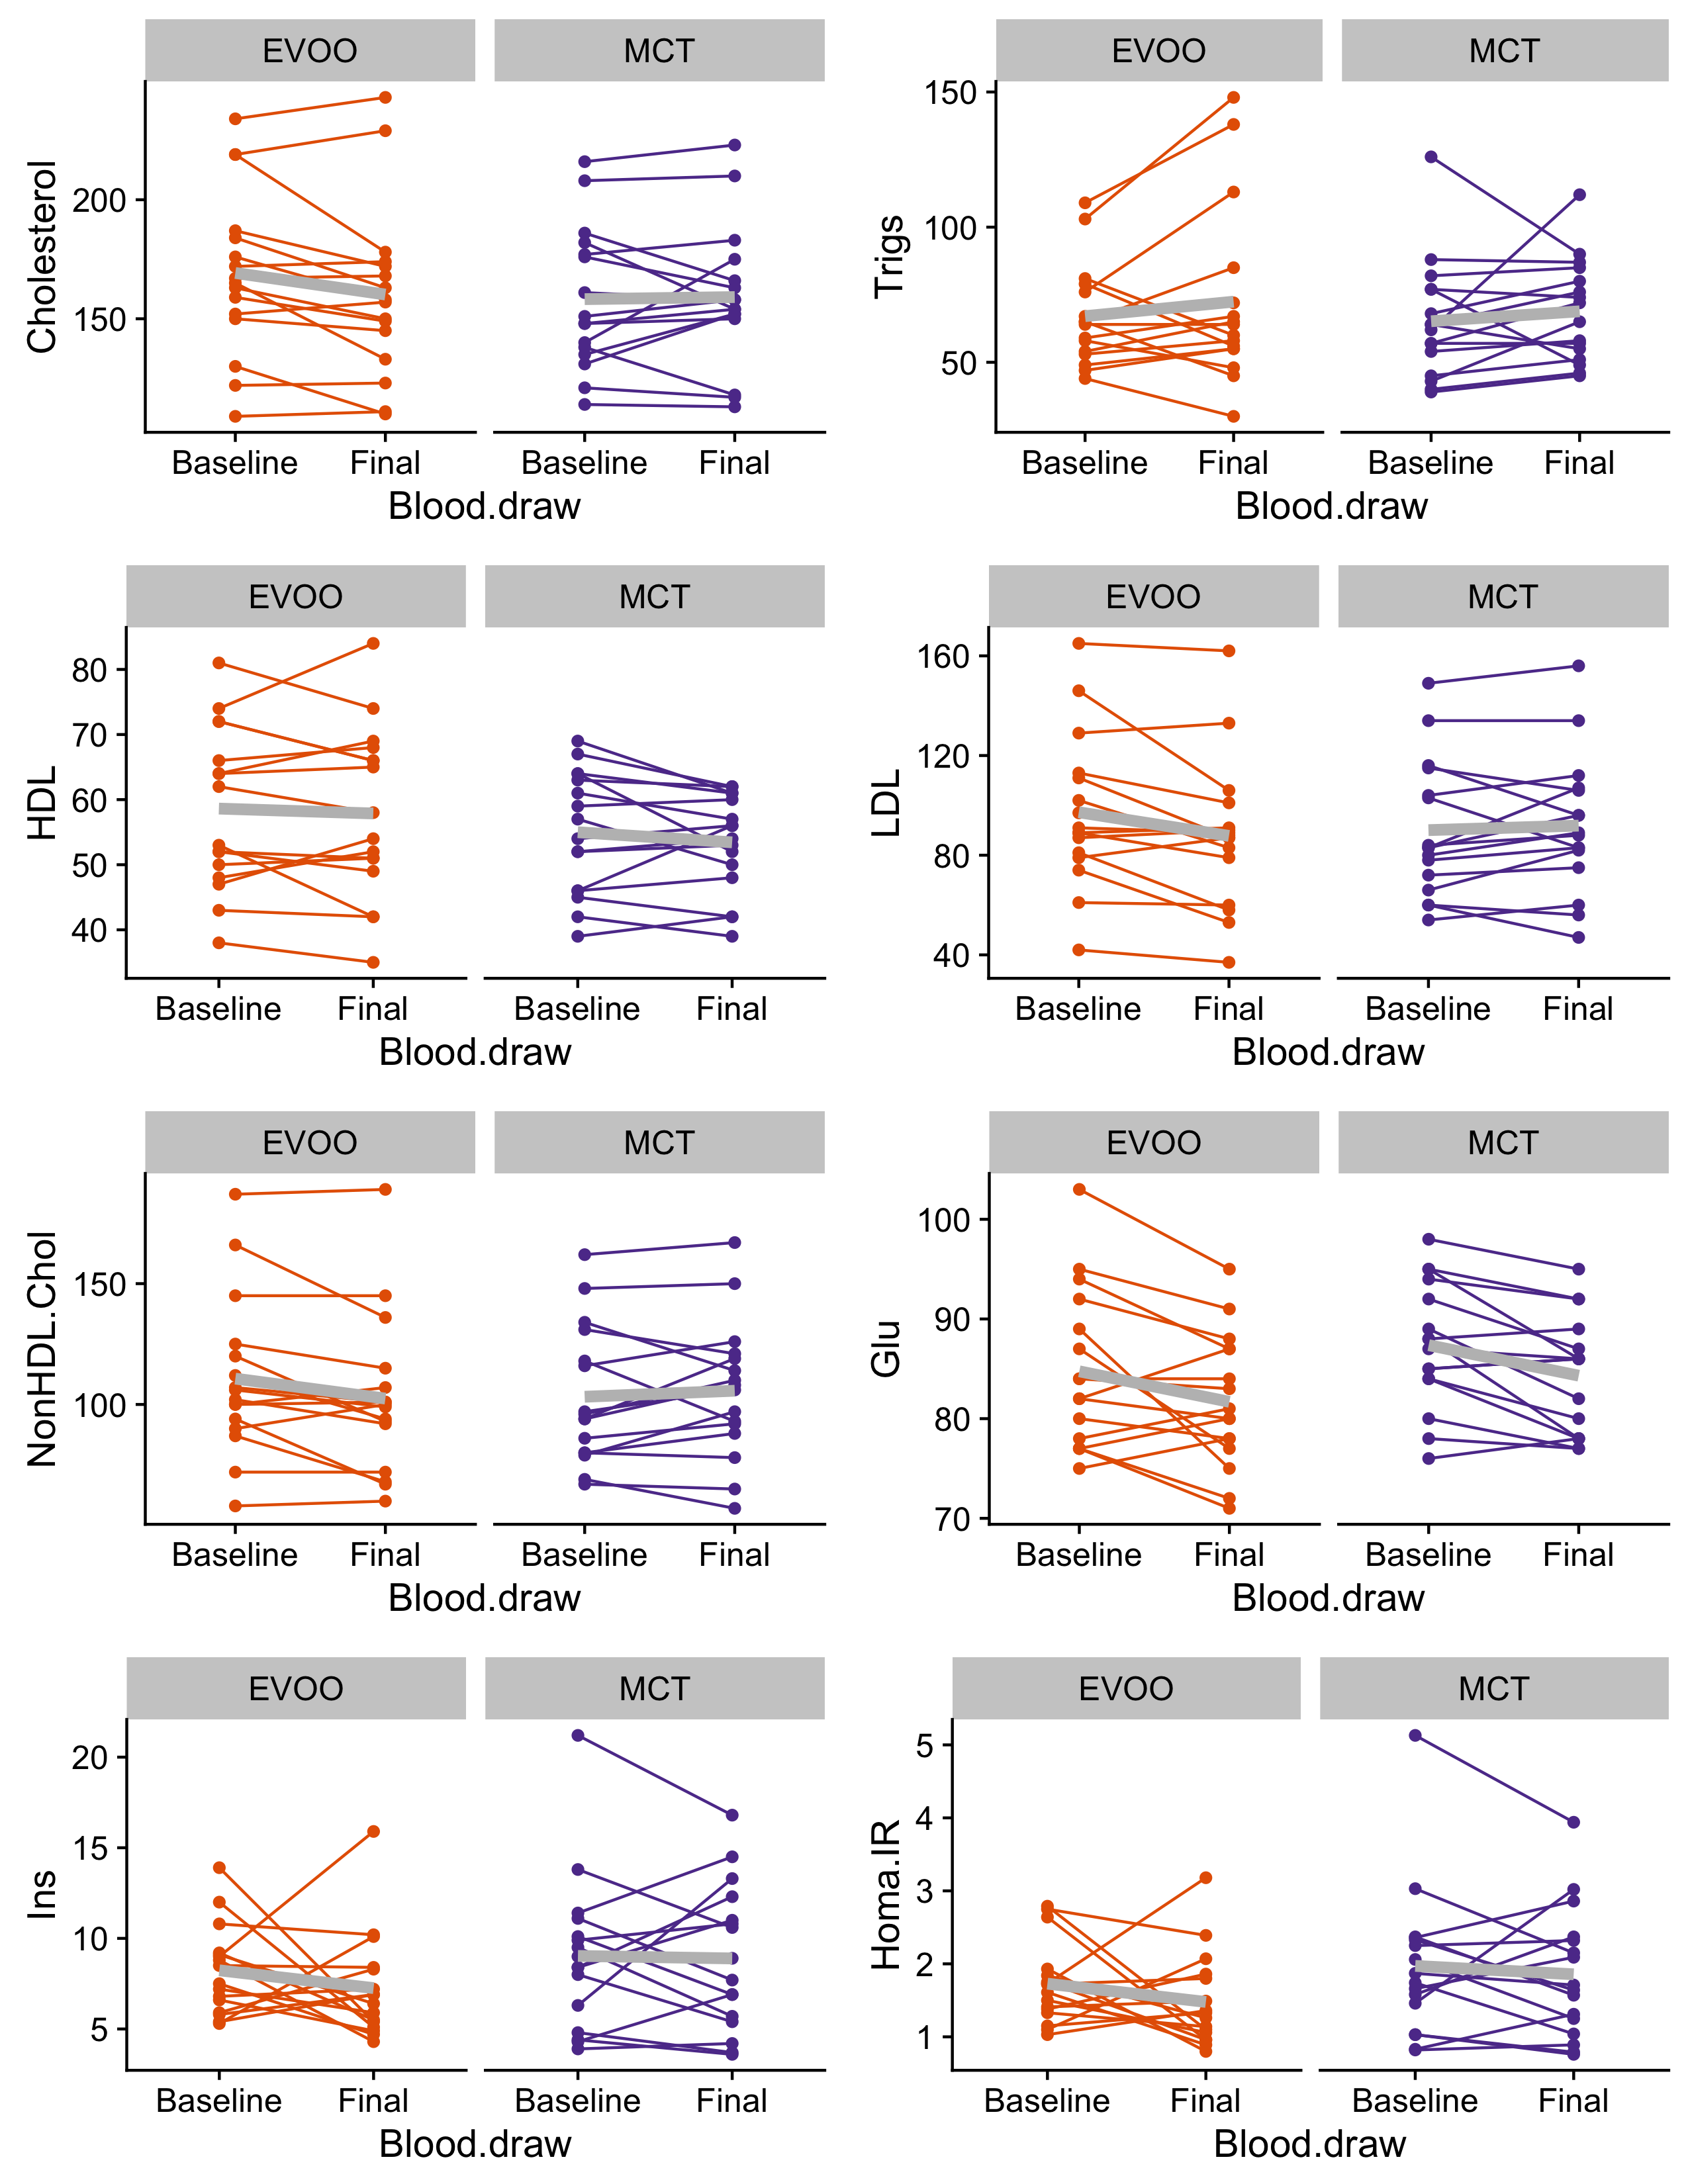 EVOO MCT
Cholesterol
200
150
Baseline Final Baseline Final
Blood.draw
EVOO MCT
Trigs
150
100
50
Baseline Final Baseline Final
Blood.draw
EVOO MCT
HDL
80
70
60
50
40
Baseline Final Baseline Final
Blood.draw
EVOO MCT
LDL
160
120
80
40
Baseline Final Baseline Final
Blood.draw
EVOO MCT
NonHDL.Chol
150
100
Baseline Final Baseline Final
Blood.draw
EVOO MCT
Glu
100
90
80
70
Baseline Final Baseline Final
Blood.draw
EVOO MCT
Ins
20
15
10
5
Baseline Final Baseline Final
Blood.draw
EVOO MCT
Homa.IR
5
4
3
2
1
Baseline Final Baseline Final
Blood.draw